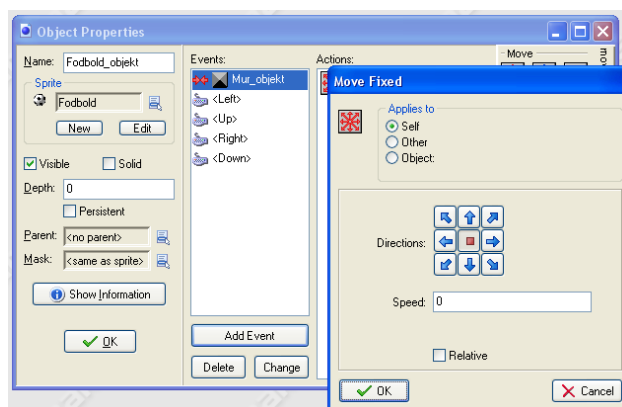 Object Properties
Name: Fodbold_objekt
Sprite
Fodbold
New Edit
Visible Solid
Depth: 0
Persistent
Parent: <no parent>
Mask: <same as sprite>
Show Information
OK
Events:
Mur_objekt
<Left>
<Up>
<Right>
<Down>
Add Event
Delete Change
Actions:
Move
Move Fixed
Applies to
Self
Other
Object:
Directions:
Speed: 0
Relative
OK Cancel